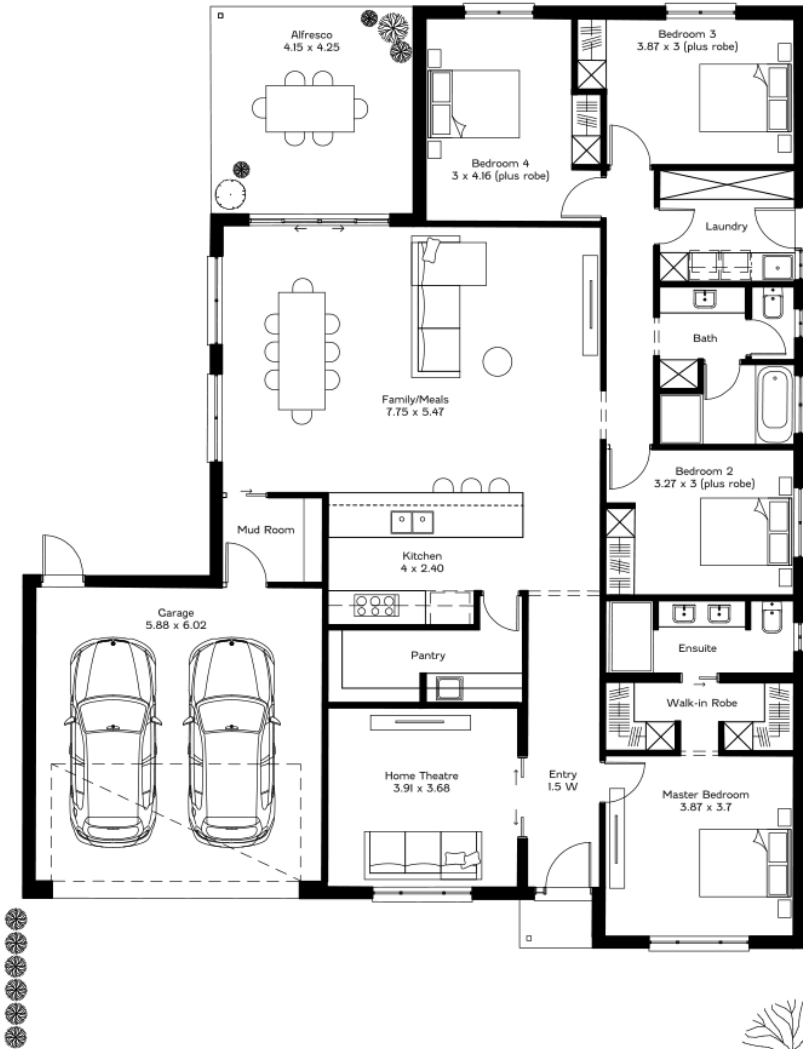 Alfresco
4.15 x 4.25
Bedroom 3
3.87 x 3 (plus robe)
Bedroom 4
3 x 4.16 (plus robe)
Laundry
Bath
Family/Meals
7.75 x 5.47
Bedroom 2
3.27 x 3 (plus robe)
Mud Room
Kitchen
4 x 2.40
Garage
5.88 x 6.02
Pantry
Ensuite
Walk-in Robe
Home Theatre
3.91 x 3.68
Entry
1.5 W
Master Bedroom
3.87 x 3.7